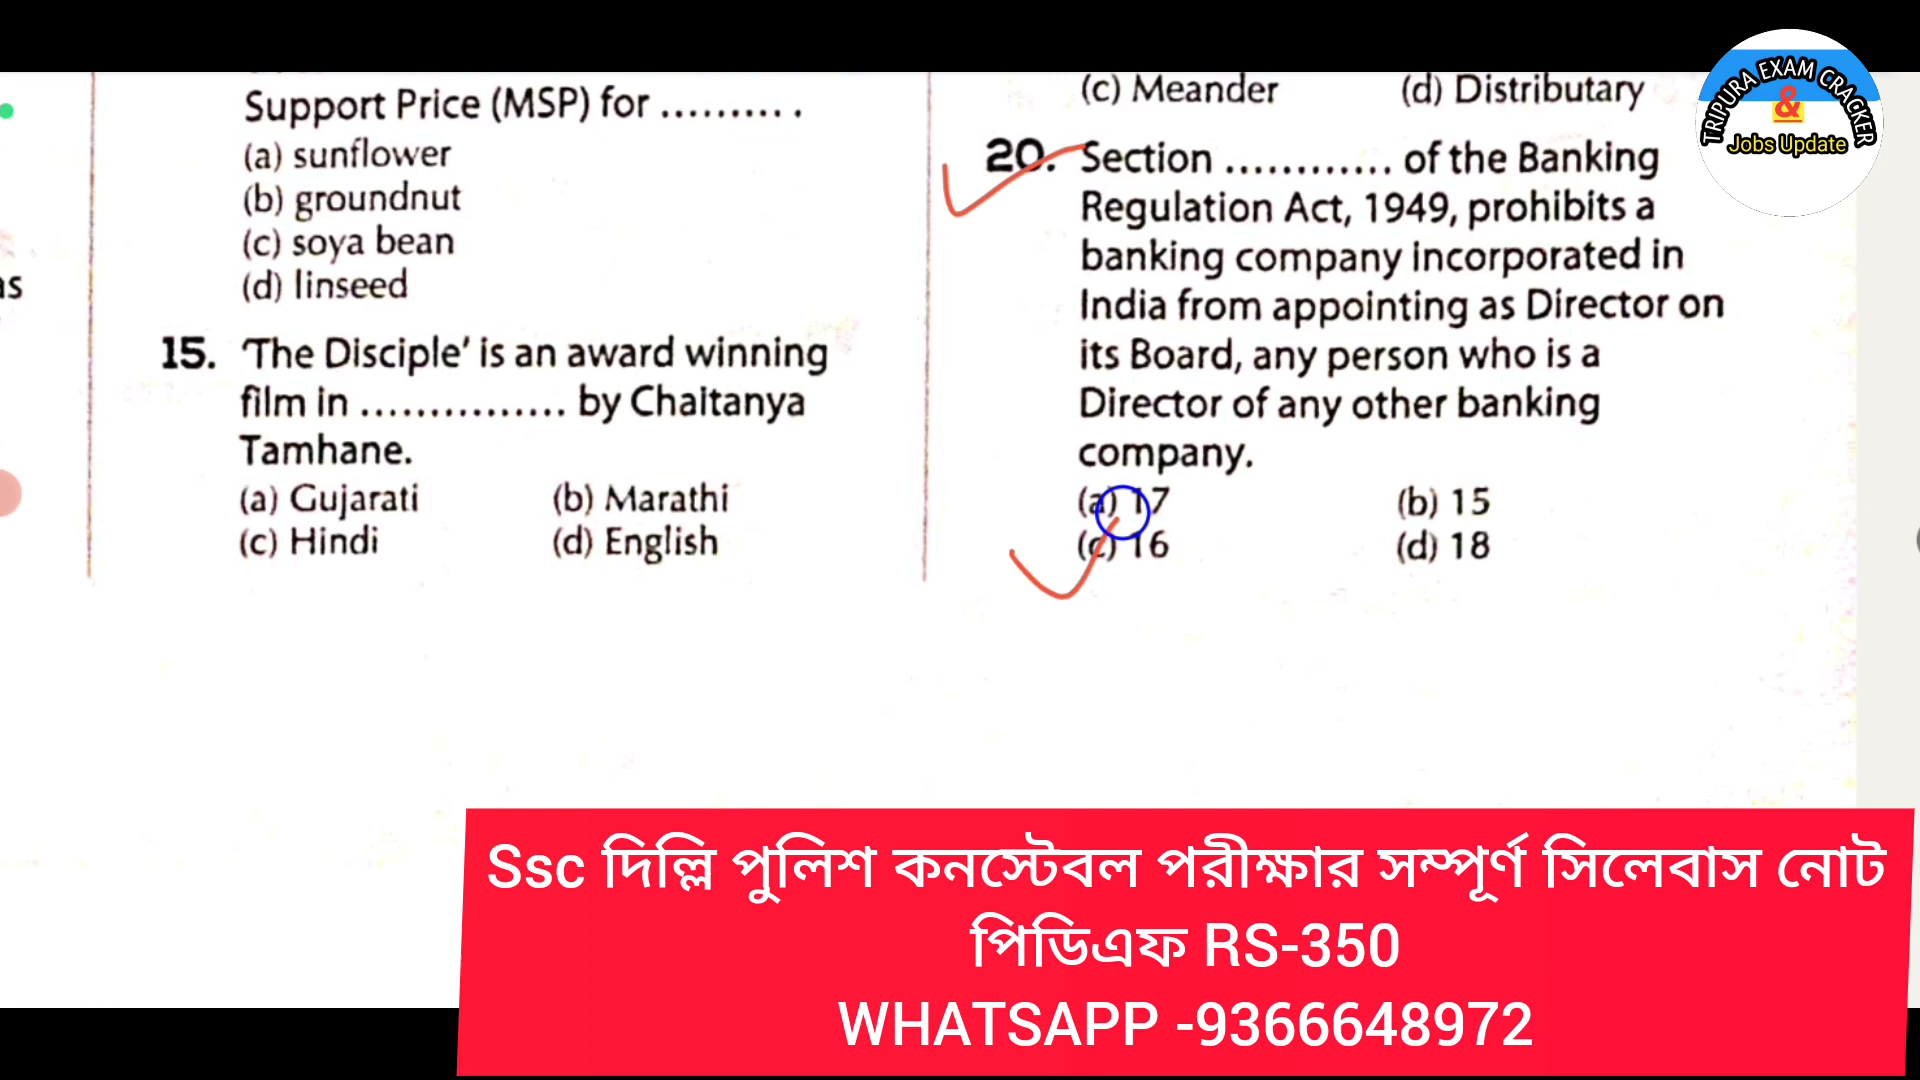 Support Price (MSP) for .......... .
(a) sunflower
(b) groundnut
(c) soya bean
(d) linseed
15. 'The Disciple' is an award winning
film in ............... by Chaitanya
Tamhane.
(a) Gujarati (b) Marathi
(c) Hindi (d) English
(c) Meander (d) Distributary
20. Section ............ of the Banking
Regulation Act, 1949, prohibits a
banking company incorporated in
India from appointing as Director on
its Board, any person who is a
Director of any other banking
company.
(a) 17 (b) 15
(c) 16 (d) 18
TRIPURA EXAM CRACKER
&
Jobs Update
Ssc দিল্লি পুলিশ কনস্টেবল পরীক্ষার সম্পূর্ণ সিলেবাস নোট
পিডিএফ RS-350
WHATSAPP -9366648972